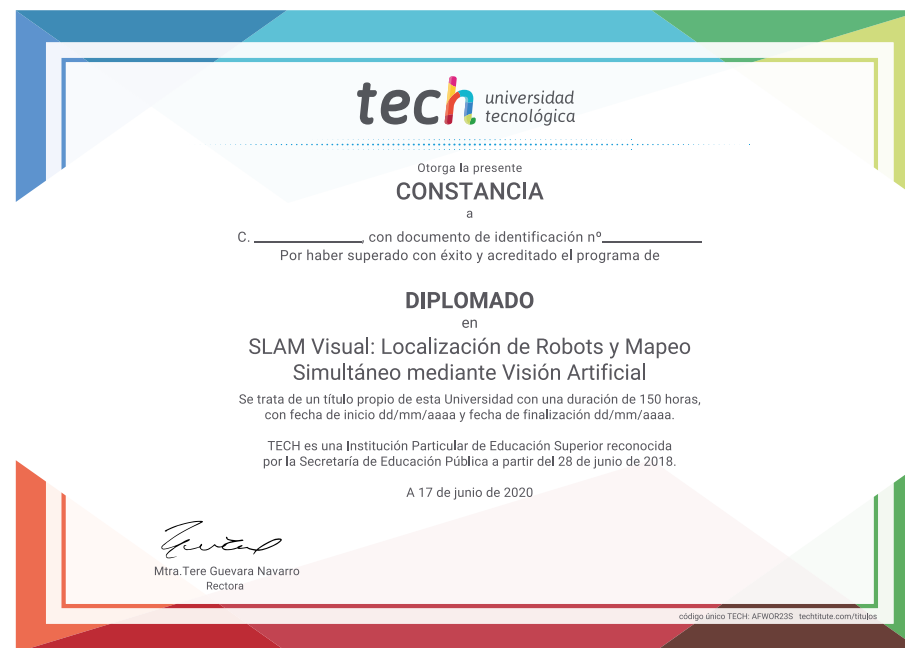 tech universidad
tecnológica
Otorga la presente
CONSTANCIA
a
C. ____________, con documento de identificación nº___________
Por haber superado con éxito y acreditado el programa de
DIPLOMADO
en
SLAM Visual: Localización de Robots y Mapeo
Simultáneo mediante Visión Artificial
Se trata de un título propio de esta Universidad con una duración de 150 horas,
con fecha de inicio dd/mm/aaaa y fecha de finalización dd/mm/aaaa.
TECH es una Institución Particular de Educación Superior reconocida
por la Secretaría de Educación Pública a partir del 28 de junio de 2018.
A 17 de junio de 2020
Mtra.Tere Guevara Navarro
Rectora
código único TECH: AFWOR23S techtitute.com/titulos